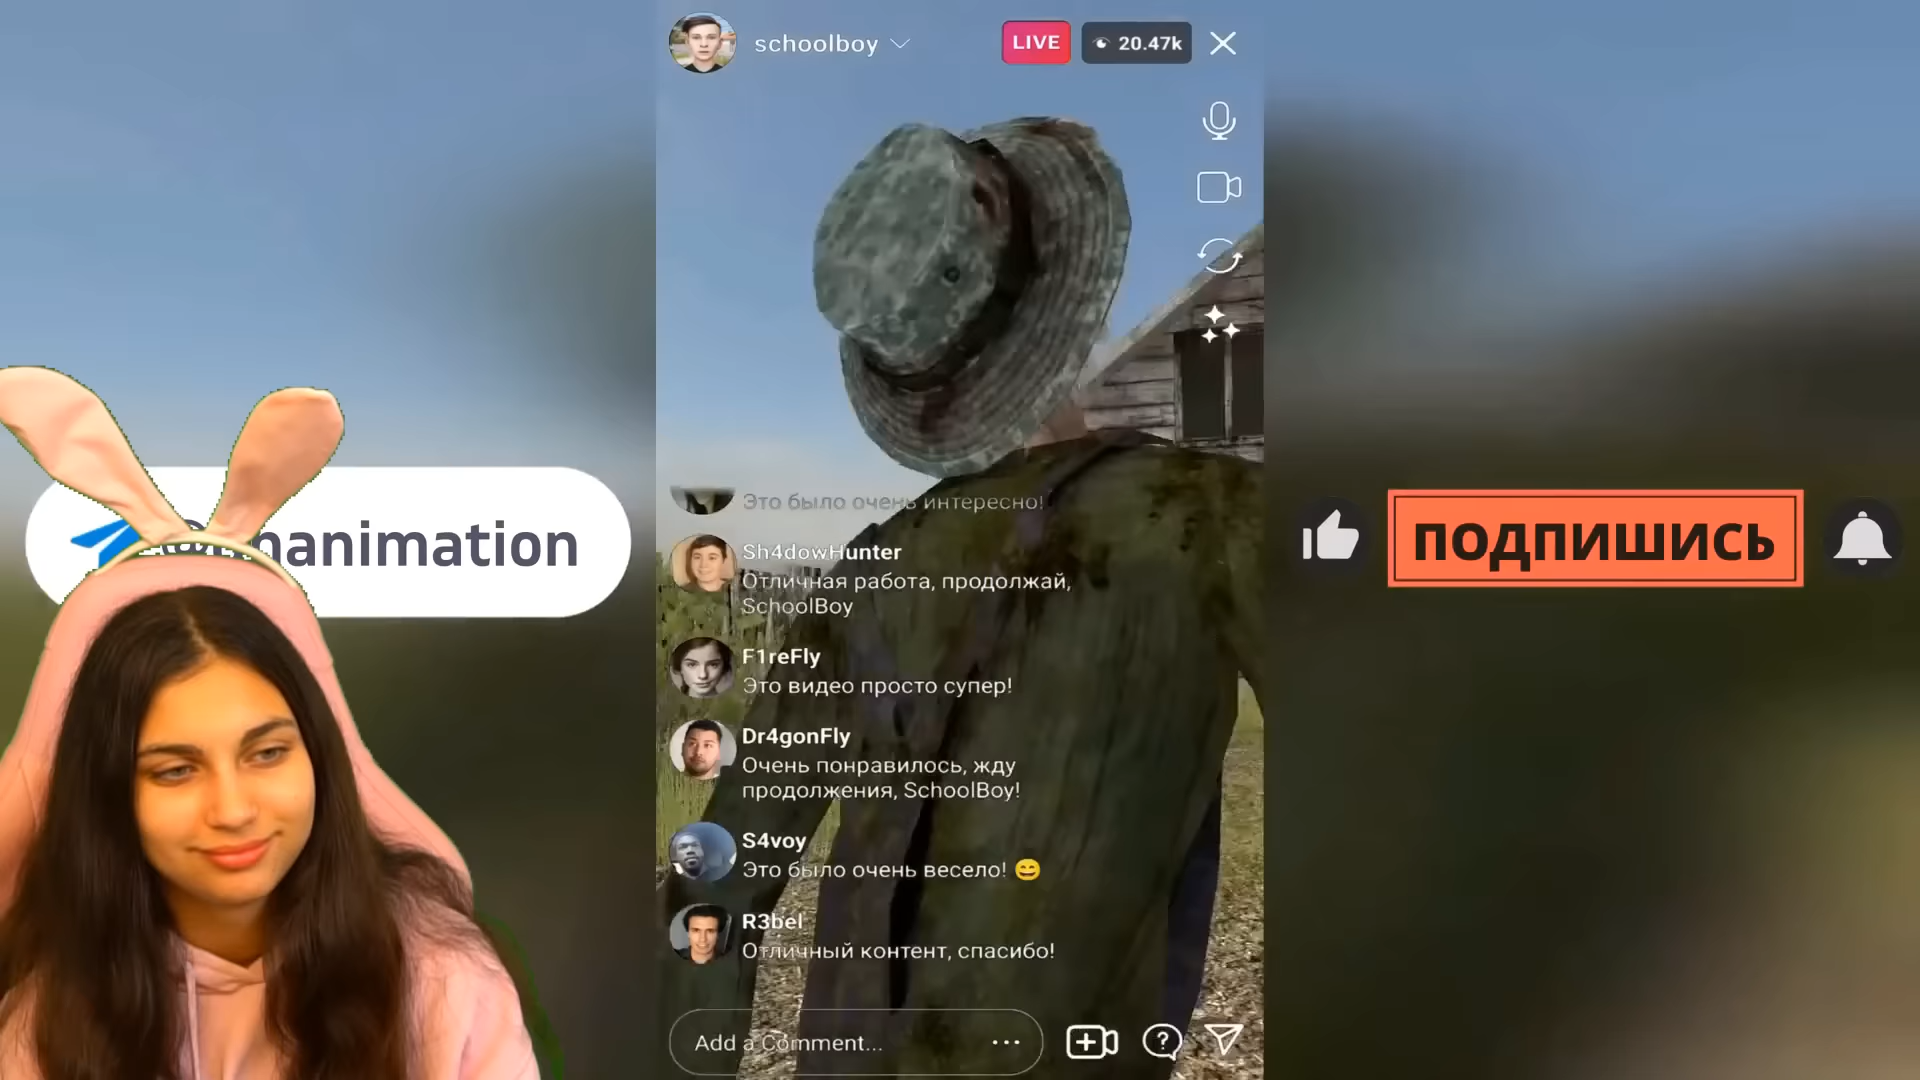 schoolboy
LIVE
20.47k
Это было очень интересно!
Sh4dowHunter
Отличная работа, продолжай,
SchoolBoy
F1reFly
Это видео просто супер!
Dr4gonFly
Очень понравилось, жду
продолжения, SchoolBoy!
S4voy
Это было очень весело! 😄
R3bel
Отличный контент, спасибо!
Add a Comment...
ПОДПИШИСЬ